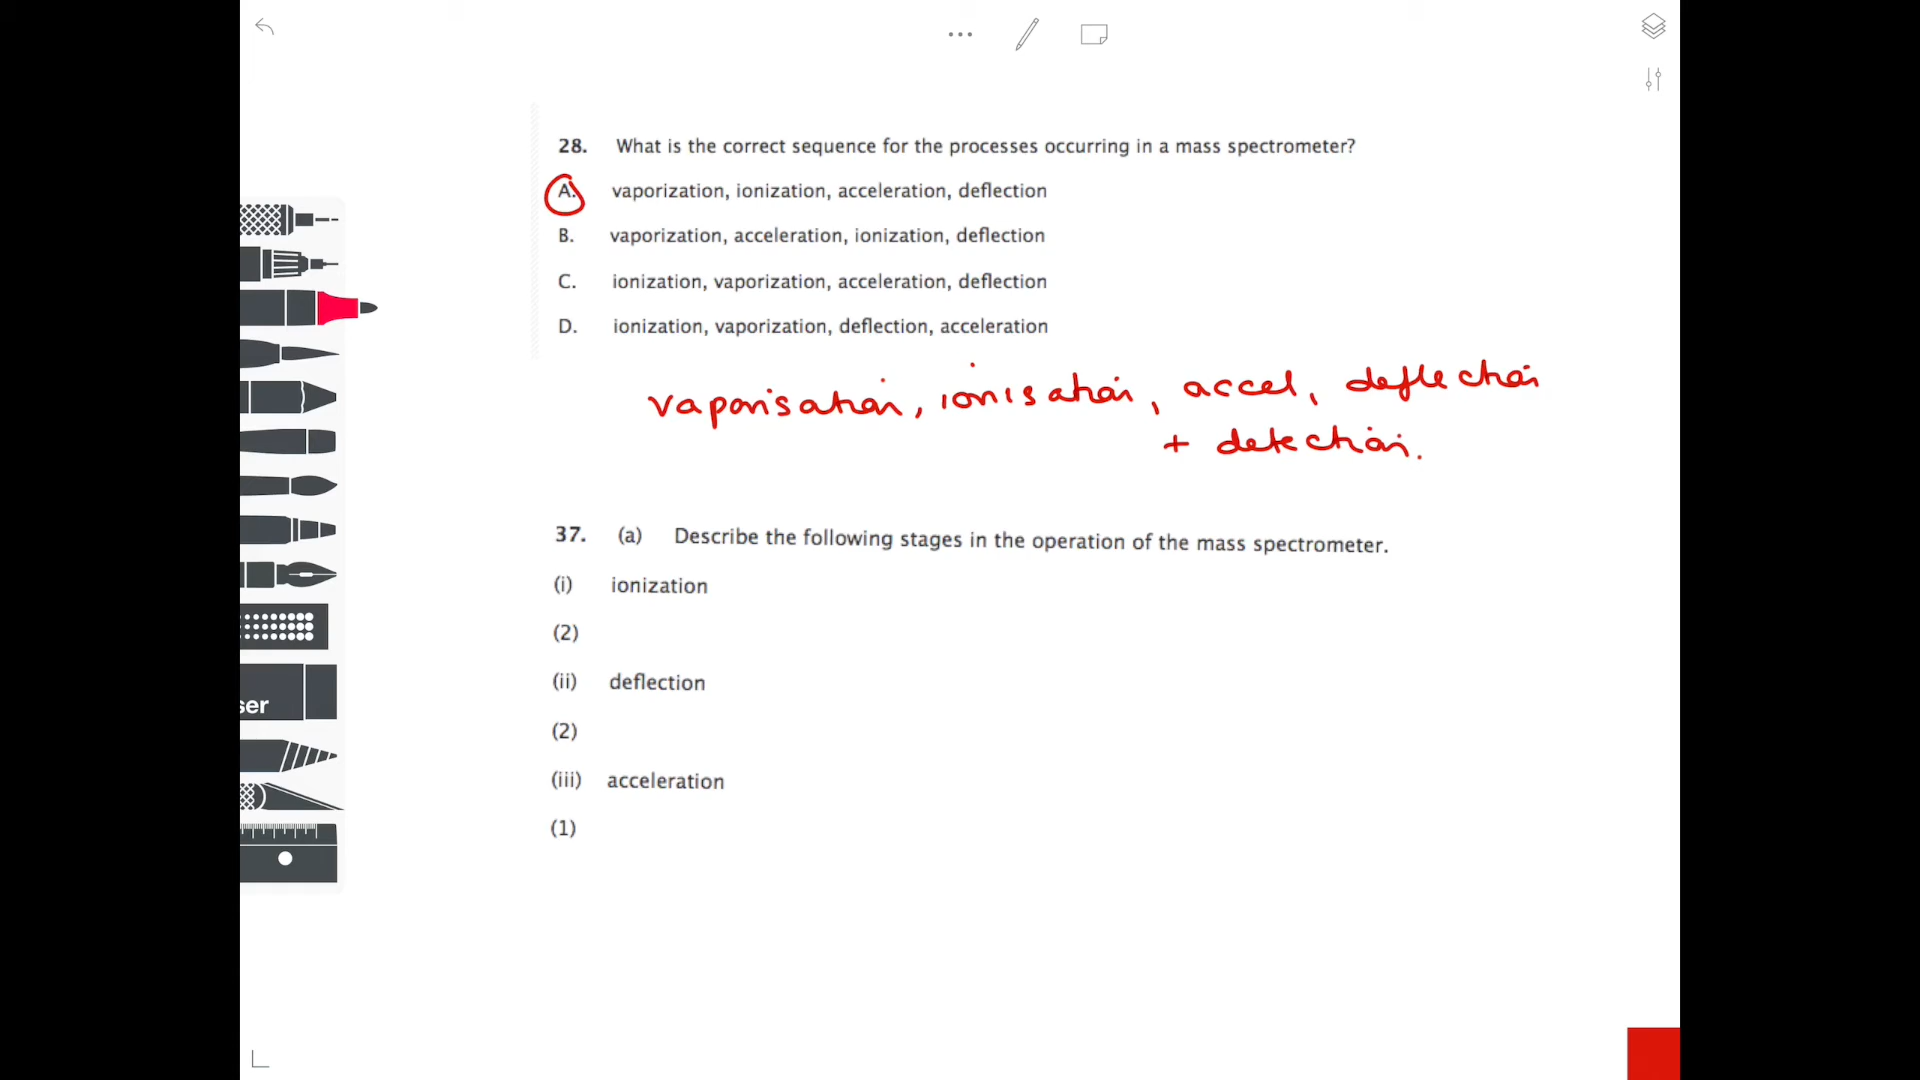 28. What is the correct sequence for the processes occurring in a mass spectrometer?
A. vaporization, ionization, acceleration, deflection
B. vaporization, acceleration, ionization, deflection
C. ionization, vaporization, acceleration, deflection
D. ionization, vaporization, deflection, acceleration
vaporisation, ionisation, accel, deflection
+ detection.
37. (a) Describe the following stages in the operation of the mass spectrometer.
(i) ionization
(2)
(ii) deflection
(2)
(iii) acceleration
(1)
ser